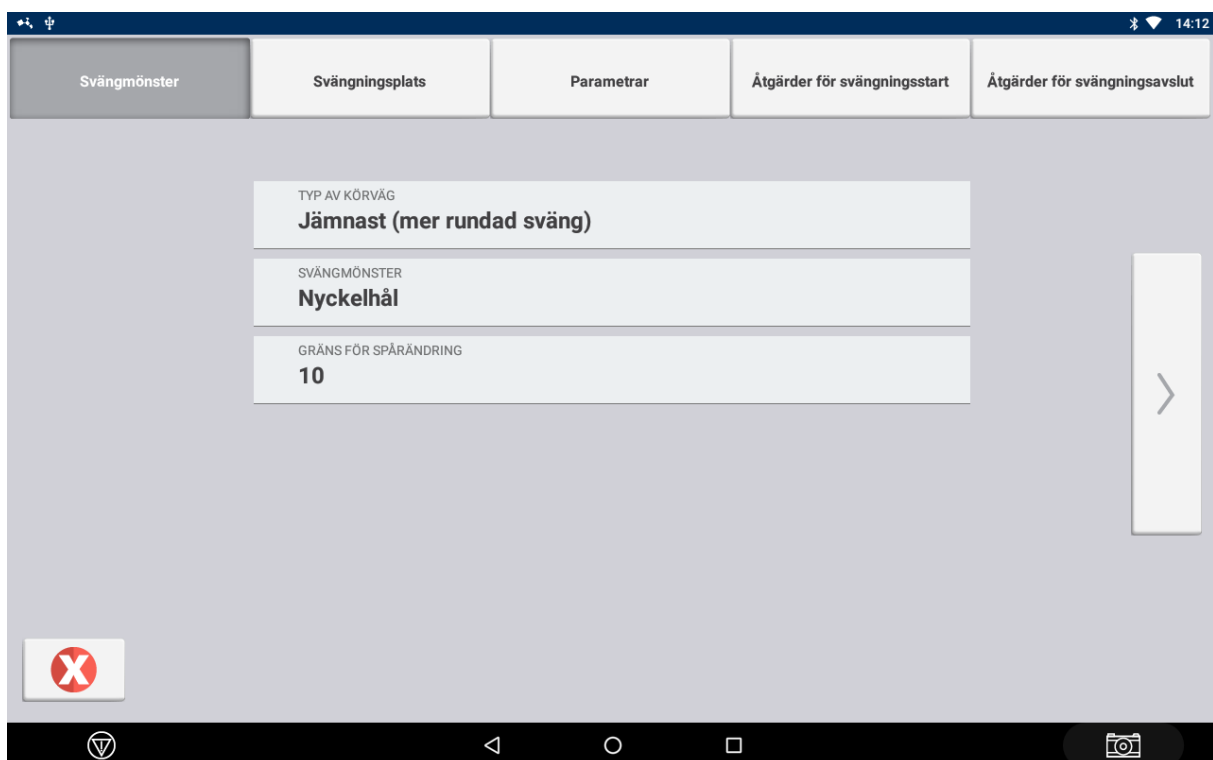 14:12
Svängmönster
Svängningsplats
Parametrar
Åtgärder för svängningsstart
Åtgärder för svängningsavslut
TYP AV KÖRVÄG
Jämnast (mer rundad sväng)
SVÄNGMÖNSTER
Nyckelhål
GRÄNS FÖR SPÅRÄNDRING
10
X